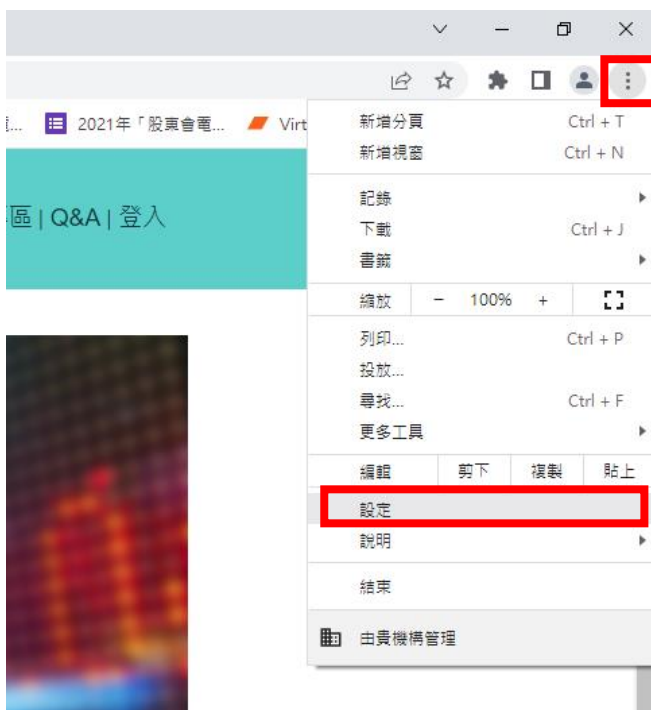 2021年「股東會電... Virt
區 | Q&A | 登入
新增分頁 Ctrl + T
新增視窗 Ctrl + N
記錄
下載 Ctrl + J
書籤
縮放 - 100% +
列印... Ctrl + P
投放...
尋找... Ctrl + F
更多工具
編輯 剪下 複製 貼上
設定
說明
結束
由貴機構管理